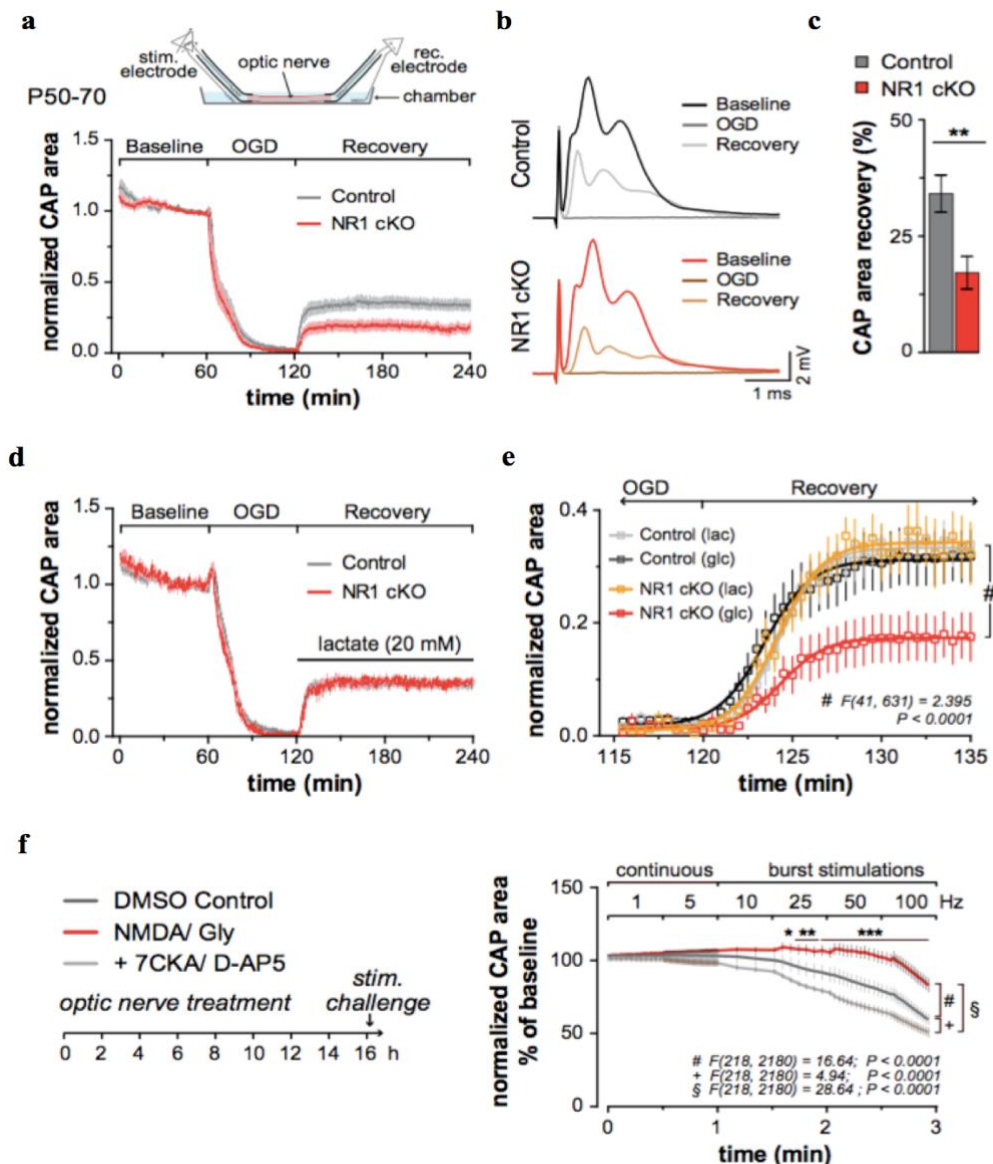 a
stim.
electrode
optic nerve
rec.
electrode
chamber
P50-70
Baseline OGD Recovery
Control
NR1 cKO
normalized CAP area
1.5
1.0
0.5
0.0
0 60 120 180 240
time (min)
b
Control
Baseline
OGD
Recovery
NR1 cKO
Baseline
OGD
Recovery
2 mV
1 ms
c
Control
NR1 cKO
CAP area recovery (%)
50
25
0
**
d
Baseline OGD Recovery
Control
NR1 cKO
lactate (20 mM)
normalized CAP area
1.5
1.0
0.5
0.0
0 60 120 180 240
time (min)
e
OGD Recovery
Control (lac)
Control (glc)
NR1 cKO (lac)
NR1 cKO (glc)
normalized CAP area
0.4
0.2
0.0
#
# F(41, 631) = 2.395
P < 0.0001
115 120 125 130 135
time (min)
f
DMSO Control
NMDA/ Gly
+ 7CKA/ D-AP5
optic nerve treatment
stim.
challenge
0 2 4 6 8 10 12 14 16 h
continuous burst stimulations
1 5 10 25 50 100 Hz
* ** ***
normalized CAP area
% of baseline
150
100
50
0
# + §
# F(218, 2180) = 16.64; P < 0.0001
+ F(218, 2180) = 4.94; P < 0.0001
§ F(218, 2180) = 28.64 ; P < 0.0001
0 1 2 3
time (min)